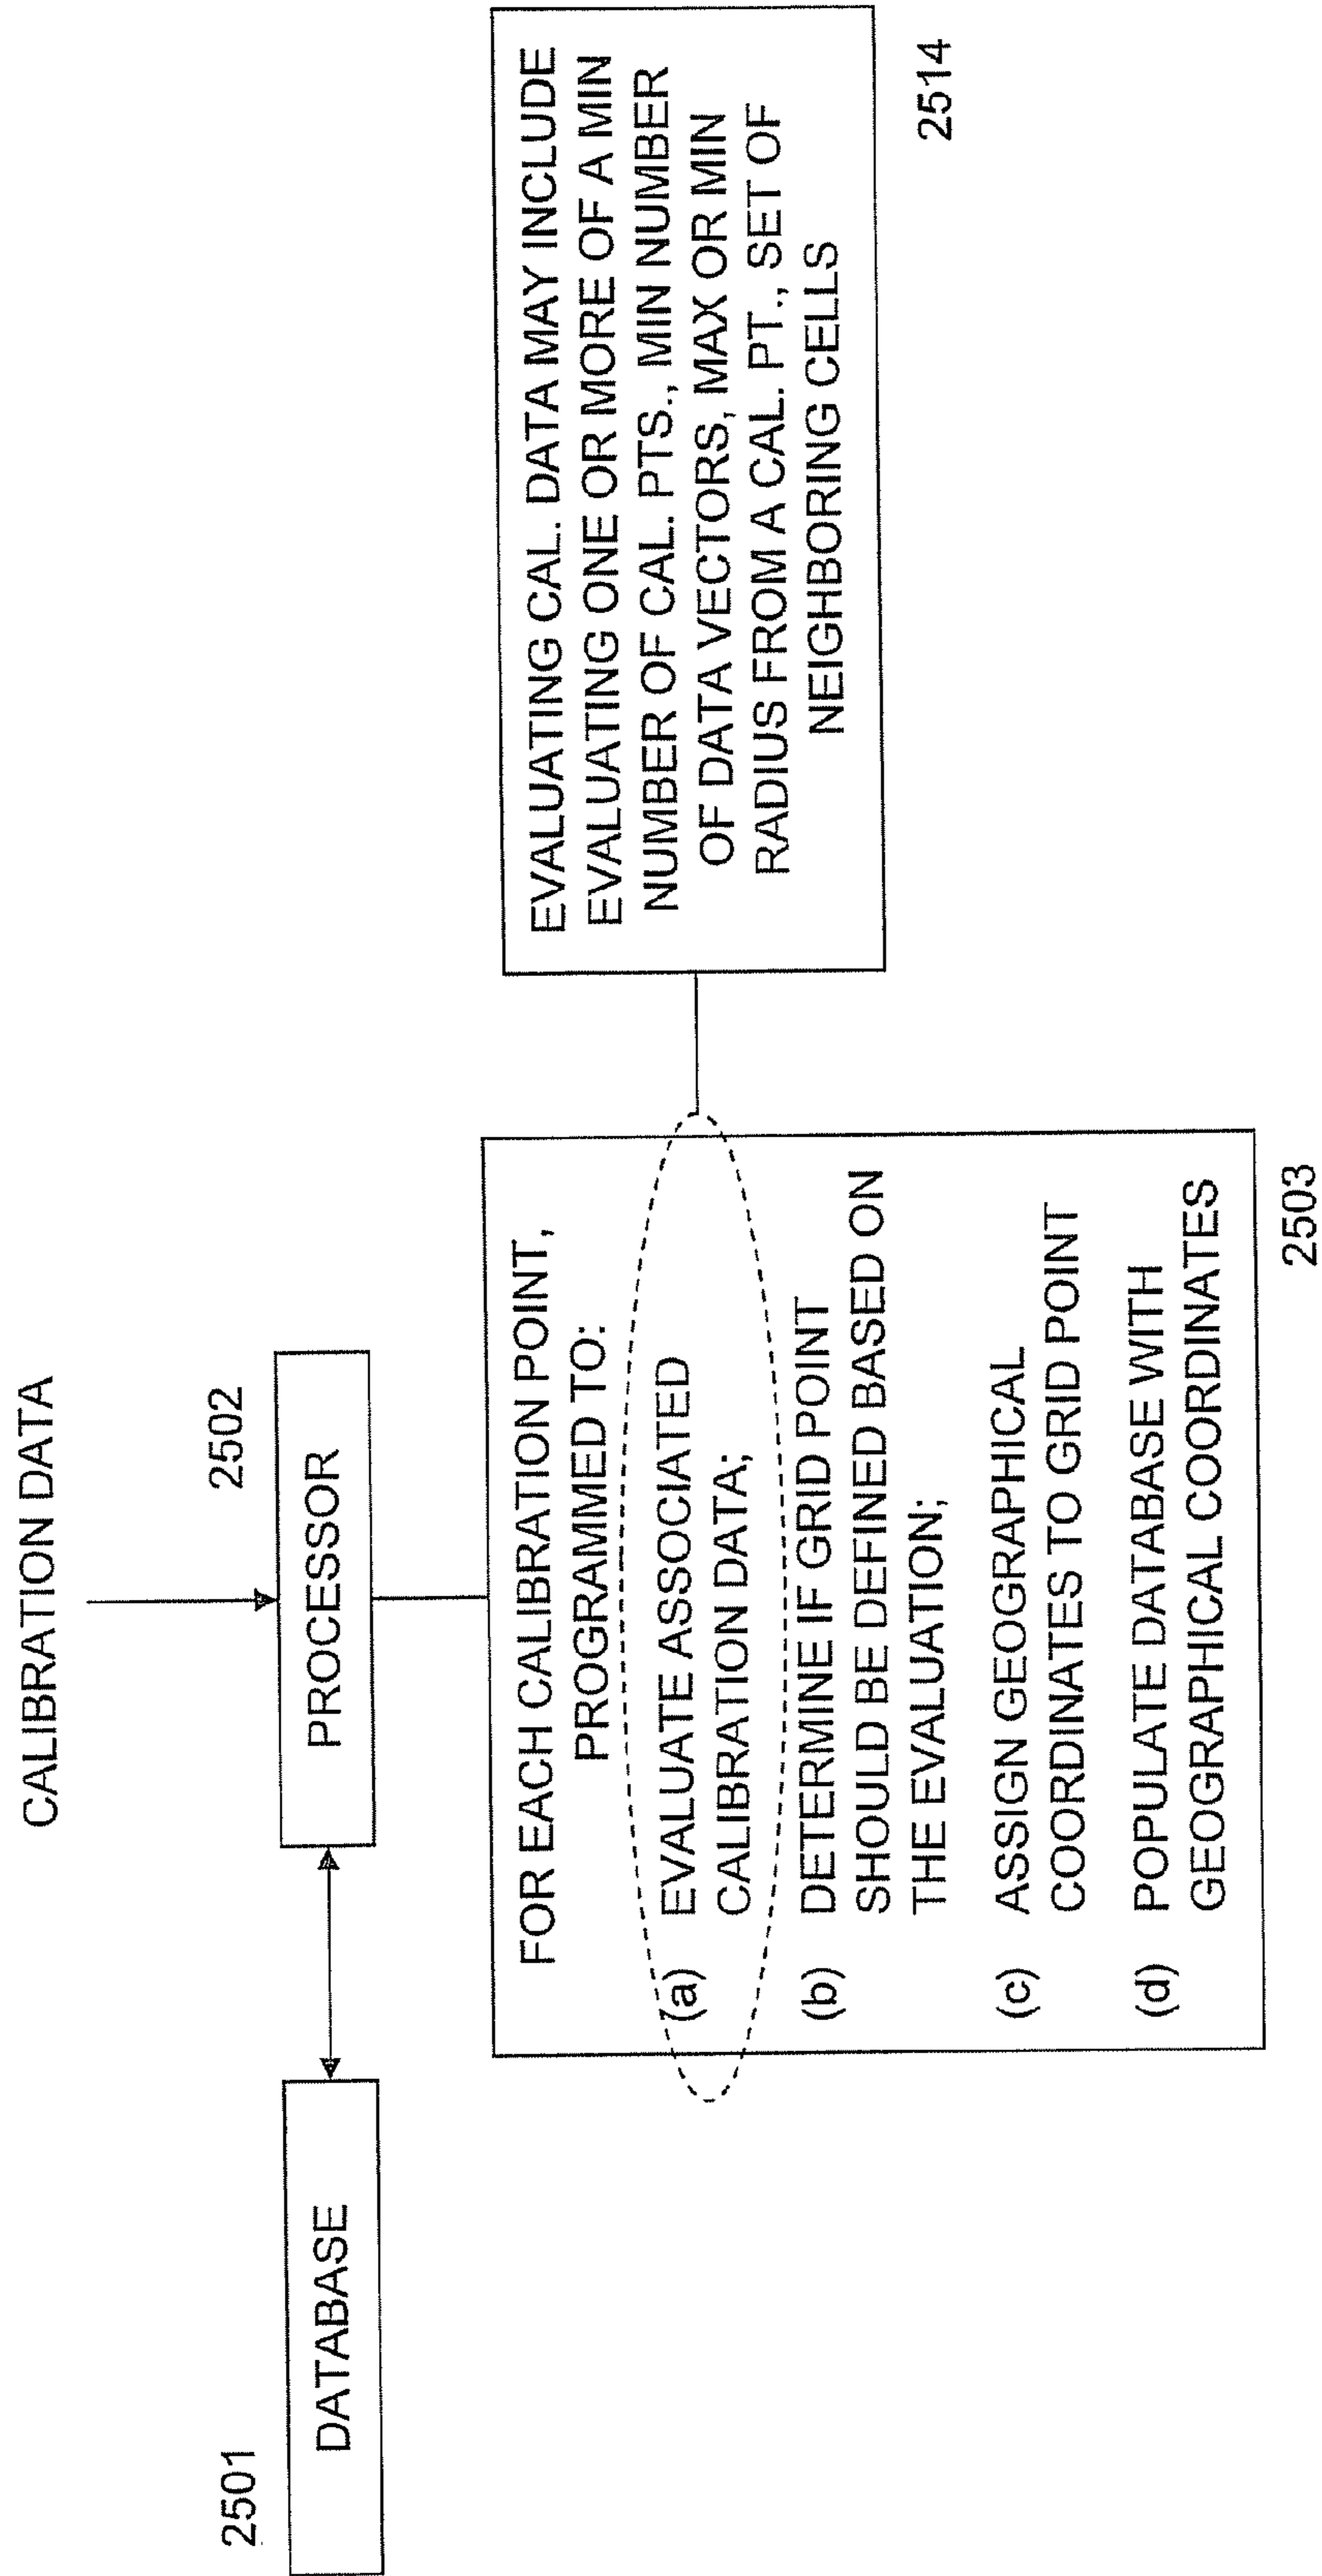 CALIBRATION DATA
2501
DATABASE
2502
PROCESSOR
FOR EACH CALIBRATION POINT,
PROGRAMMED TO:
(a) EVALUATE ASSOCIATED
CALIBRATION DATA;
(b) DETERMINE IF GRID POINT
SHOULD BE DEFINED BASED ON
THE EVALUATION;
(c) ASSIGN GEOGRAPHICAL
COORDINATES TO GRID POINT
(d) POPULATE DATABASE WITH
GEOGRAPHICAL COORDINATES
2503
EVALUATING CAL. DATA MAY INCLUDE
EVALUATING ONE OR MORE OF A MIN
NUMBER OF CAL. PTS., MIN NUMBER
OF DATA VECTORS, MAX OR MIN
RADIUS FROM A CAL. PT., SET OF
NEIGHBORING CELLS
2514